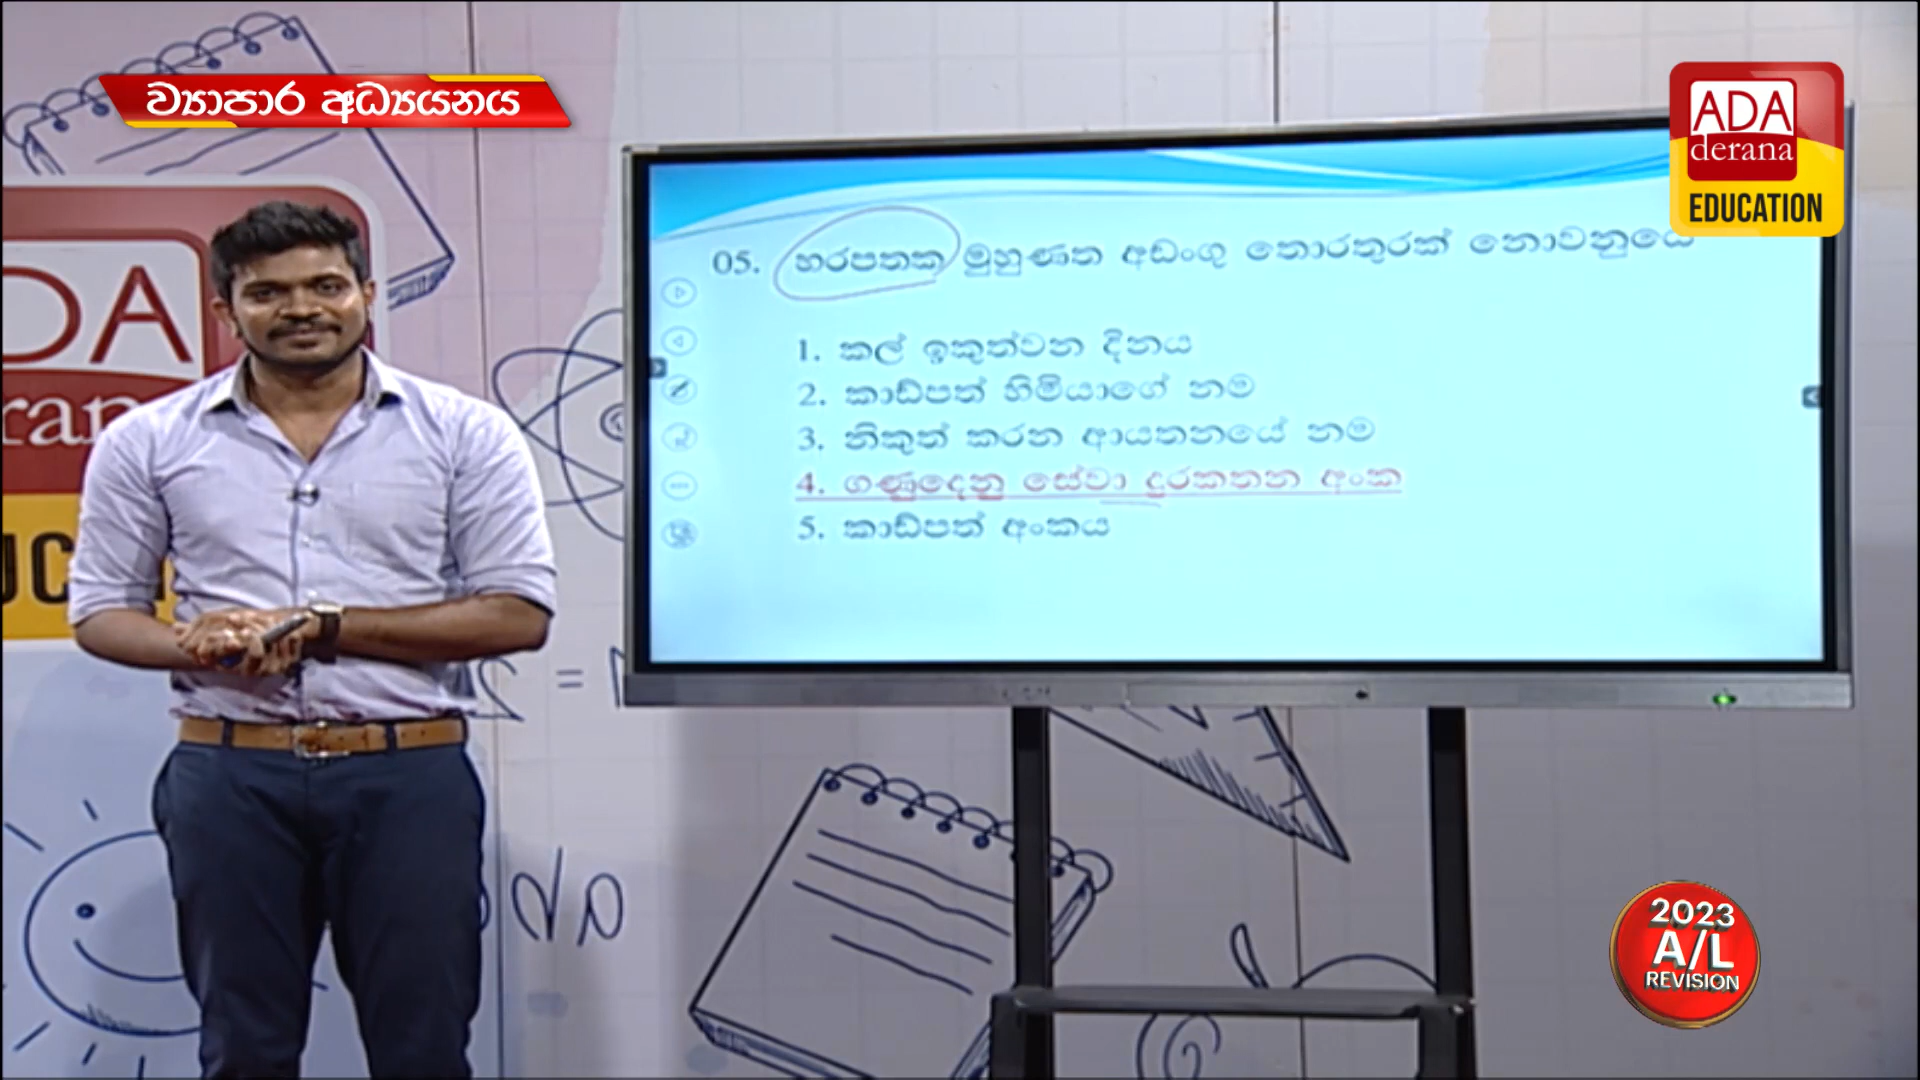 ව්‍යාපාර අධ්‍යයනය
ADA
derana
EDUCATION
05. හරපතක මුහුණත අඩංගු තොරතුරක් නොවනුයේ
1. කල් ඉකුත්වන දිනය
2. කාඩ්පත් හිමියාගේ නම
3. නිකුත් කරන ආයතනයේ නම
4. ගණුදෙනු සේවා දුරකතන අංක
5. කාඩ්පත් අංකය
2023
A/L
REVISION